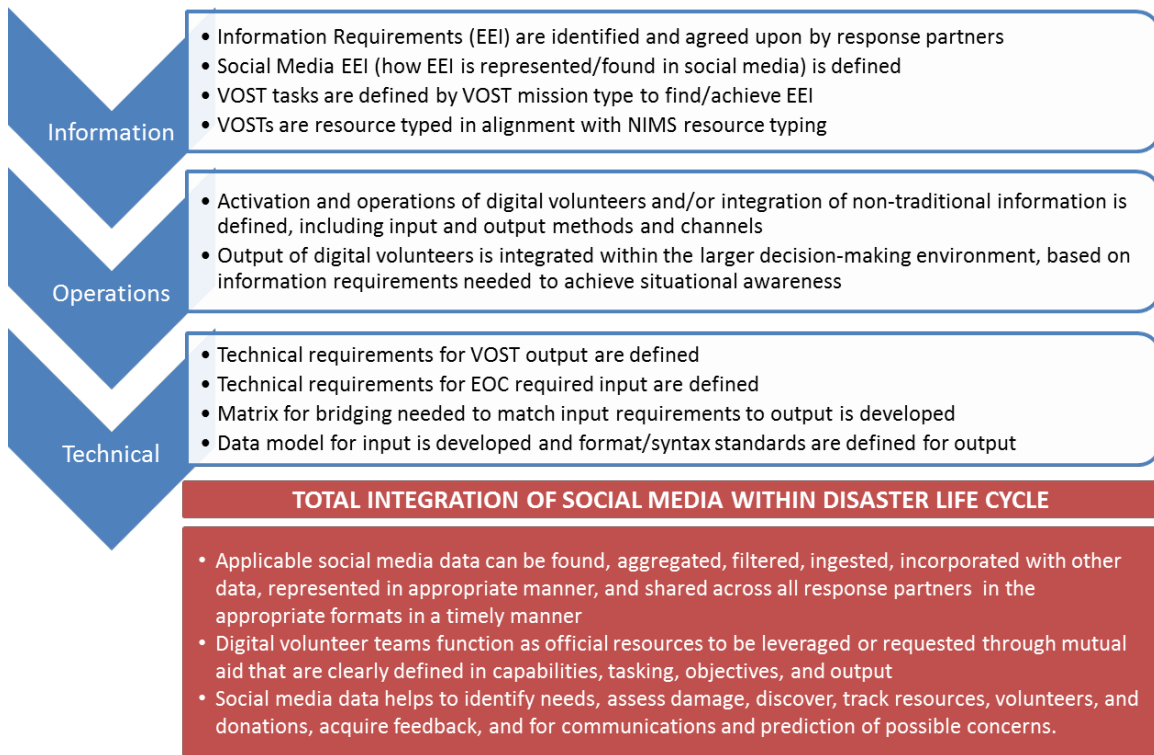 • Information Requirements (EEI) are identified and agreed upon by response partners
• Social Media EEI (how EEI is represented/found in social media) is defined
• VOST tasks are defined by VOST mission type to find/achieve EEI
• VOSTs are resource typed in alignment with NIMS resource typing
Information
• Activation and operations of digital volunteers and/or integration of non-traditional information is
defined, including input and output methods and channels
• Output of digital volunteers is integrated within the larger decision-making environment, based on
information requirements needed to achieve situational awareness
Operations
• Technical requirements for VOST output are defined
• Technical requirements for EOC required input are defined
• Matrix for bridging needed to match input requirements to output is developed
• Data model for input is developed and format/syntax standards are defined for output
Technical
TOTAL INTEGRATION OF SOCIAL MEDIA WITHIN DISASTER LIFE CYCLE
• Applicable social media data can be found, aggregated, filtered, ingested, incorporated with other
data, represented in appropriate manner, and shared across all response partners in the
appropriate formats in a timely manner
• Digital volunteer teams function as official resources to be leveraged or requested through mutual
aid that are clearly defined in capabilities, tasking, objectives, and output
• Social media data helps to identify needs, assess damage, discover, track resources, volunteers, and
donations, acquire feedback, and for communications and prediction of possible concerns.